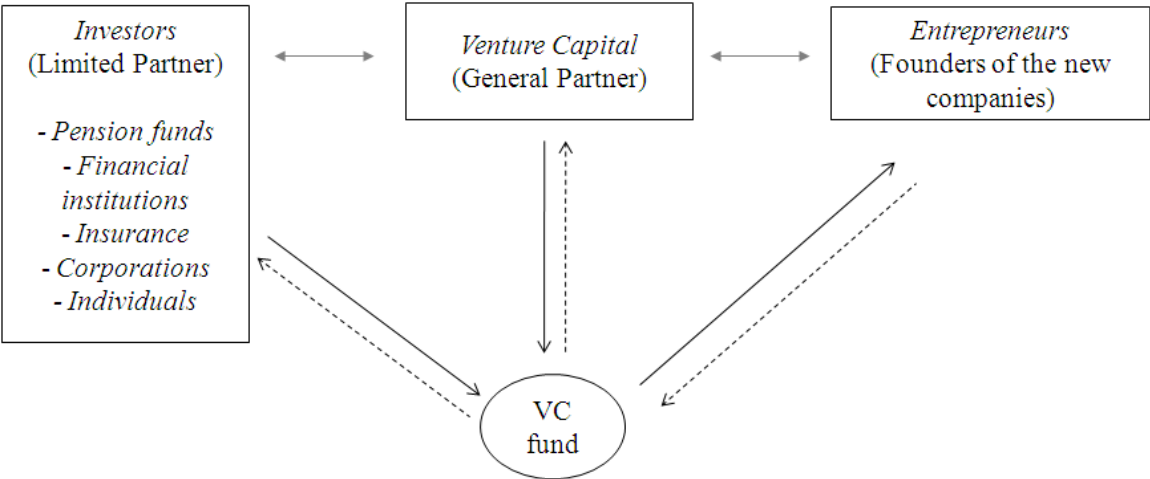 Investors
(Limited Partner)
- Pension funds
- Financial
institutions
- Insurance
- Corporations
- Individuals
Venture Capital
(General Partner)
Entrepreneurs
(Founders of the new
companies)
VC
fund